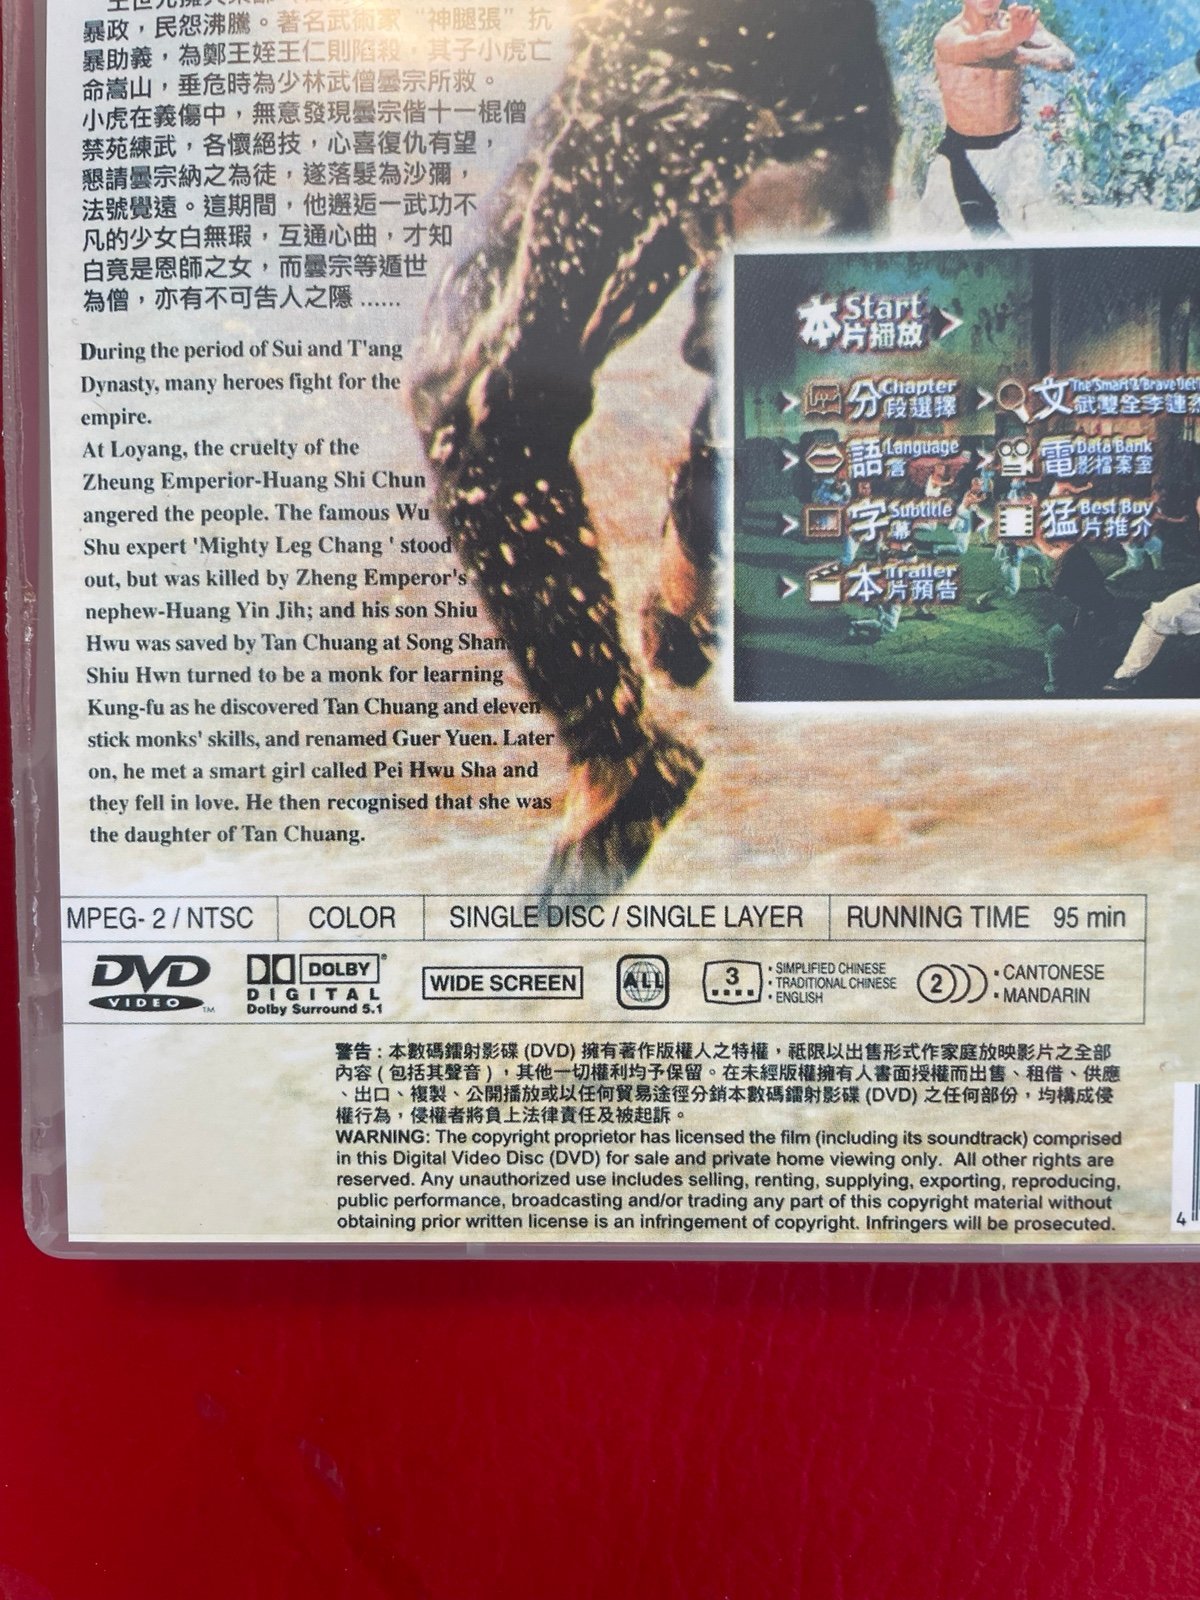 暴政，民怨沸騰。著名武術家“神腿張”抗
暴助義，為鄭王姪王仁則陷殺，其子小虎亡
命嵩山，垂危時為少林武僧曇宗所救。
小虎在義傷中，無意發現曇宗偕十一棍僧
禁苑練武，各懷絕技，心喜復仇有望，
懇請曇宗納之為徒，遂落髮為沙彌，
法號覺遠。這期間，他邂逅一武功不
凡的少女白無瑕，互通心曲，才知
白竟是恩師之女，而曇宗等遁世
為僧，亦有不可告人之隱 ......
During the period of Sui and T'ang
Dynasty, many heroes fight for the
empire.
At Loyang, the cruelty of the
Zheung Emperior-Huang Shi Chun
angered the people. The famous Wu
Shu expert 'Mighty Leg Chang ' stood
out, but was killed by Zheng Emperor's
nephew-Huang Yin Jih; and his son Shiu
Hwu was saved by Tan Chuang at Song Shan.
Shiu Hwn turned to be a monk for learning
Kung-fu as he discovered Tan Chuang and eleven
stick monks' skills, and renamed Guer Yuen. Later
on, he met a smart girl called Pei Hwu Sha and
they fell in love. He then recognised that she was
the daughter of Tan Chuang.
Start
本片播放
Chapter
分段選擇
The Smart & Brave Jet
文武雙全李連杰
Language
語言
Data Bank
電影檔案室
Subtitle
字幕
Best Buy
猛片推介
Trailer
本片預告
MPEG- 2 / NTSC COLOR SINGLE DISC / SINGLE LAYER RUNNING TIME 95 min
DVD
VIDEO
TM
DOLBY
DIGITAL
Dolby Surround 5.1
WIDE SCREEN
ALL
3
• SIMPLIFIED CHINESE
• TRADITIONAL CHINESE
• ENGLISH
2
• CANTONESE
• MANDARIN
警告 : 本數碼鐳射影碟 (DVD) 擁有著作版權人之特權，祗限以出售形式作家庭放映影片之全部
內容 ( 包括其聲音 )，其他一切權利均予保留。在未經版權擁有人書面授權而出售、租借、供應
、出口、複製、公開播放或以任何貿易途徑分銷本數碼鐳射影碟 (DVD) 之任何部份，均構成侵
權行為，侵權者將負上法律責任及被起訴。
WARNING: The copyright proprietor has licensed the film (including its soundtrack) comprised
in this Digital Video Disc (DVD) for sale and private home viewing only. All other rights are
reserved. Any unauthorized use includes selling, renting, supplying, exporting, reproducing,
public performance, broadcasting and/or trading any part of this copyright material without
obtaining prior written license is an infringement of copyright. Infringers will be prosecuted.
4